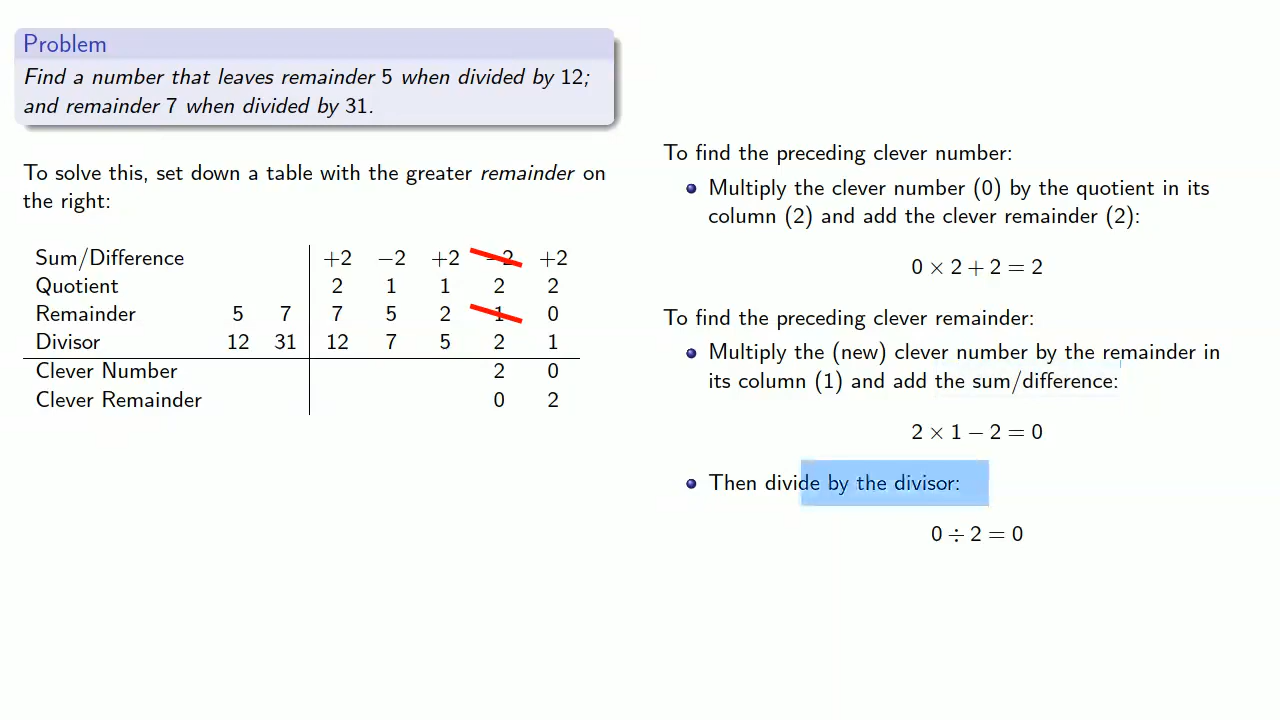 Problem
Find a number that leaves remainder 5 when divided by 12;
and remainder 7 when divided by 31.
To solve this, set down a table with the greater remainder on
the right:
Sum/Difference +2 −2 +2 −2 +2
Quotient 2 1 1 2 2
Remainder 5 7 7 5 2 1 0
Divisor 12 31 12 7 5 2 1
Clever Number 2 0
Clever Remainder 0 2
To find the preceding clever number:
Multiply the clever number (0) by the quotient in its
column (2) and add the clever remainder (2):
0 × 2 + 2 = 2
To find the preceding clever remainder:
Multiply the (new) clever number by the remainder in
its column (1) and add the sum/difference:
2 × 1 − 2 = 0
Then divide by the divisor:
0 ÷ 2 = 0